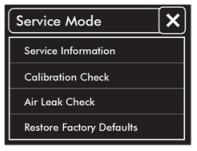 Service Mode X
Service Information
Calibration Check
Air Leak Check
Restore Factory Defaults